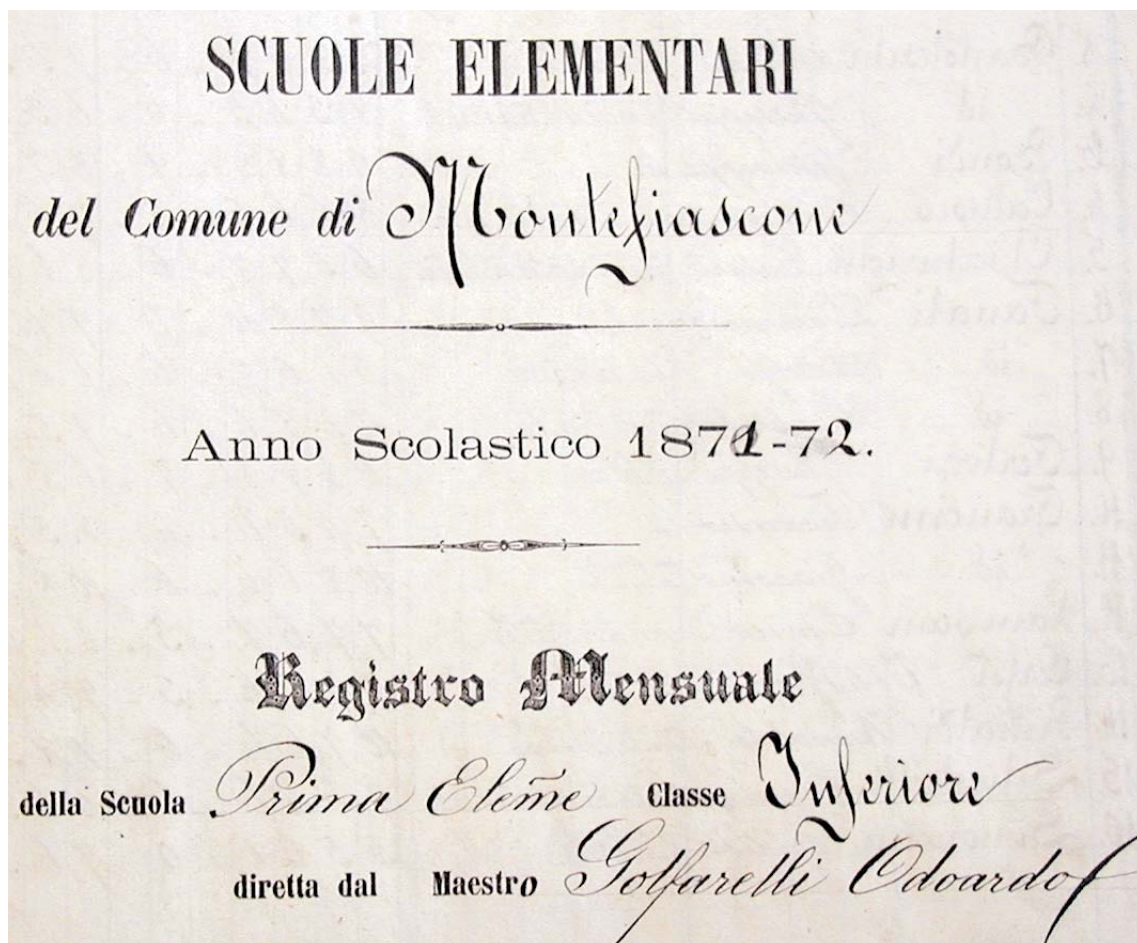 SCUOLE ELEMENTARI
del Comune di Montefiascone
Anno Scolastico 1871-72.
Registro Mensuale
della Scuola Prima Elem̃e Classe Inferiore
diretta dal Maestro Golfarelli Odoardo